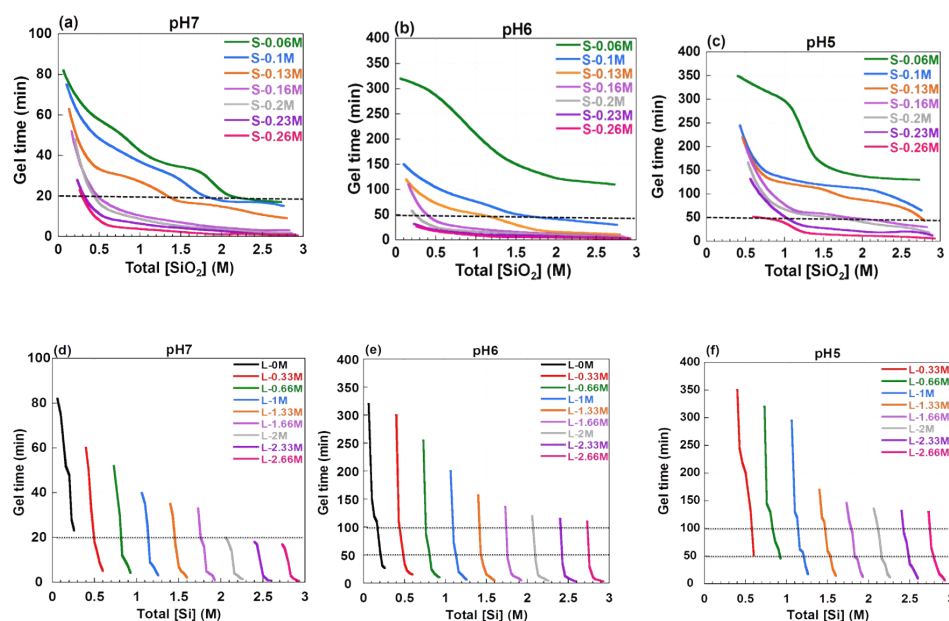 (a)
pH7
100
80
60
40
20
0
Gel time (min)
S-0.06M
S-0.1M
S-0.13M
S-0.16M
S-0.2M
S-0.23M
S-0.26M
0 0.5 1 1.5 2 2.5 3
Total [SiO₂] (M)
(b)
pH6
400
350
300
250
200
150
100
50
0
Gel time (min)
S-0.06M
S-0.1M
S-0.13M
S-0.16M
S-0.2M
S-0.23M
S-0.26M
0 0.5 1 1.5 2 2.5 3
Total [SiO₂] (M)
(c)
pH5
400
350
300
250
200
150
100
50
0
Gel time (min)
S-0.06M
S-0.1M
S-0.13M
S-0.16M
S-0.2M
S-0.23M
S-0.26M
0 0.5 1 1.5 2 2.5 3
Total [SiO₂] (M)
(d)
pH7
100
80
60
40
20
0
Gel time (min)
L-0M
L-0.33M
L-0.66M
L-1M
L-1.33M
L-1.66M
L-2M
L-2.33M
L-2.66M
0 0.5 1 1.5 2 2.5 3
Total [Si] (M)
(e)
pH6
400
350
300
250
200
150
100
50
0
Gel time (min)
L-0M
L-0.33M
L-0.66M
L-1M
L-1.33M
L-1.66M
L-2M
L-2.33M
L-2.66M
0 0.5 1 1.5 2 2.5 3
Total [Si] (M)
(f)
pH5
400
350
300
250
200
150
100
50
0
Gel time (min)
L-0.33M
L-0.66M
L-1M
L-1.33M
L-1.66M
L-2M
L-2.33M
L-2.66M
0 0.5 1 1.5 2 2.5 3
Total [Si] (M)